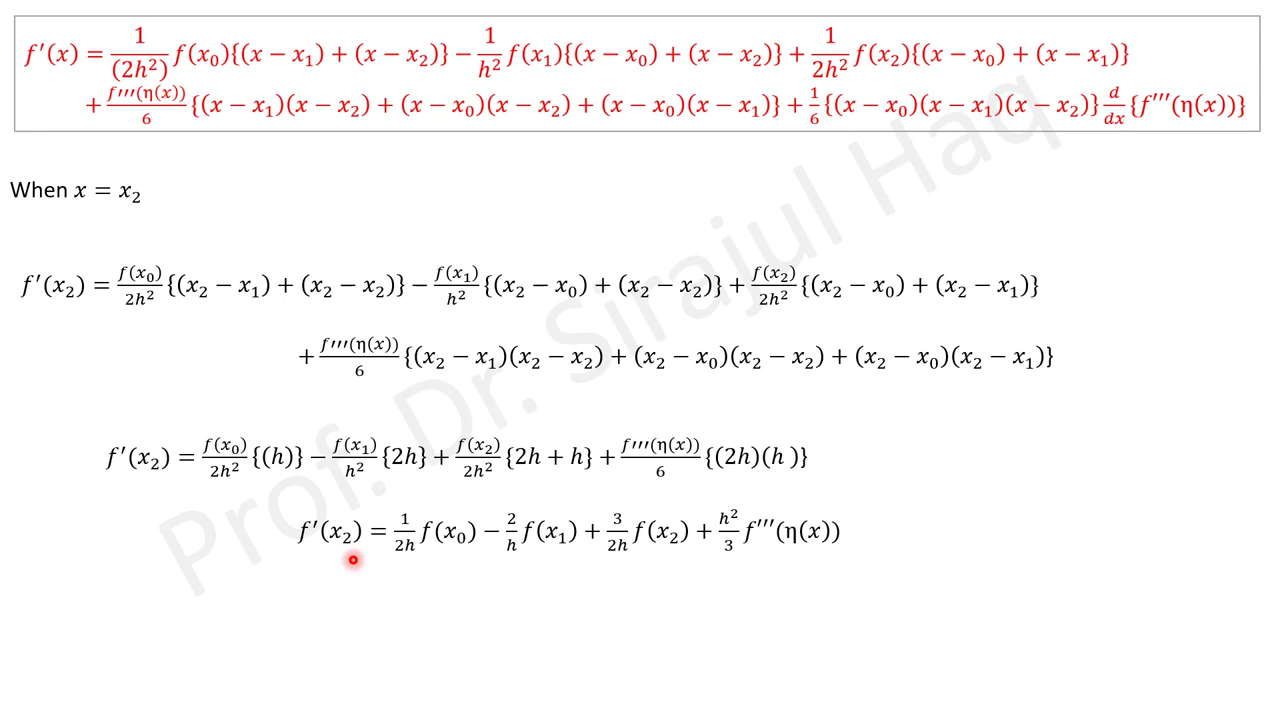 f′(x) = 1/(2h²) f(x₀){(x − x₁) + (x − x₂)} − 1/h² f(x₁){(x − x₀) + (x − x₂)} + 1/2h² f(x₂){(x − x₀) + (x − x₁)}
+ f′′′(η(x))/6 {(x − x₁)(x − x₂) + (x − x₀)(x − x₂) + (x − x₀)(x − x₁)} + 1/6 {(x − x₀)(x − x₁)(x − x₂)} d/dx {f′′′(η(x))}
When x = x₂
f′(x₂) = f(x₀)/2h² {(x₂ − x₁) + (x₂ − x₂)} − f(x₁)/h² {(x₂ − x₀) + (x₂ − x₂)} + f(x₂)/2h² {(x₂ − x₀) + (x₂ − x₁)}
+ f′′′(η(x))/6 {(x₂ − x₁)(x₂ − x₂) + (x₂ − x₀)(x₂ − x₂) + (x₂ − x₀)(x₂ − x₁)}
f′(x₂) = f(x₀)/2h² {(h)} − f(x₁)/h² {2h} + f(x₂)/2h² {2h + h} + f′′′(η(x))/6 {(2h)(h )}
f′(x₂) = 1/2h f(x₀) − 2/h f(x₁) + 3/2h f(x₂) + h²/3 f′′′(η(x))
Prof. Dr. Sirajul Haq